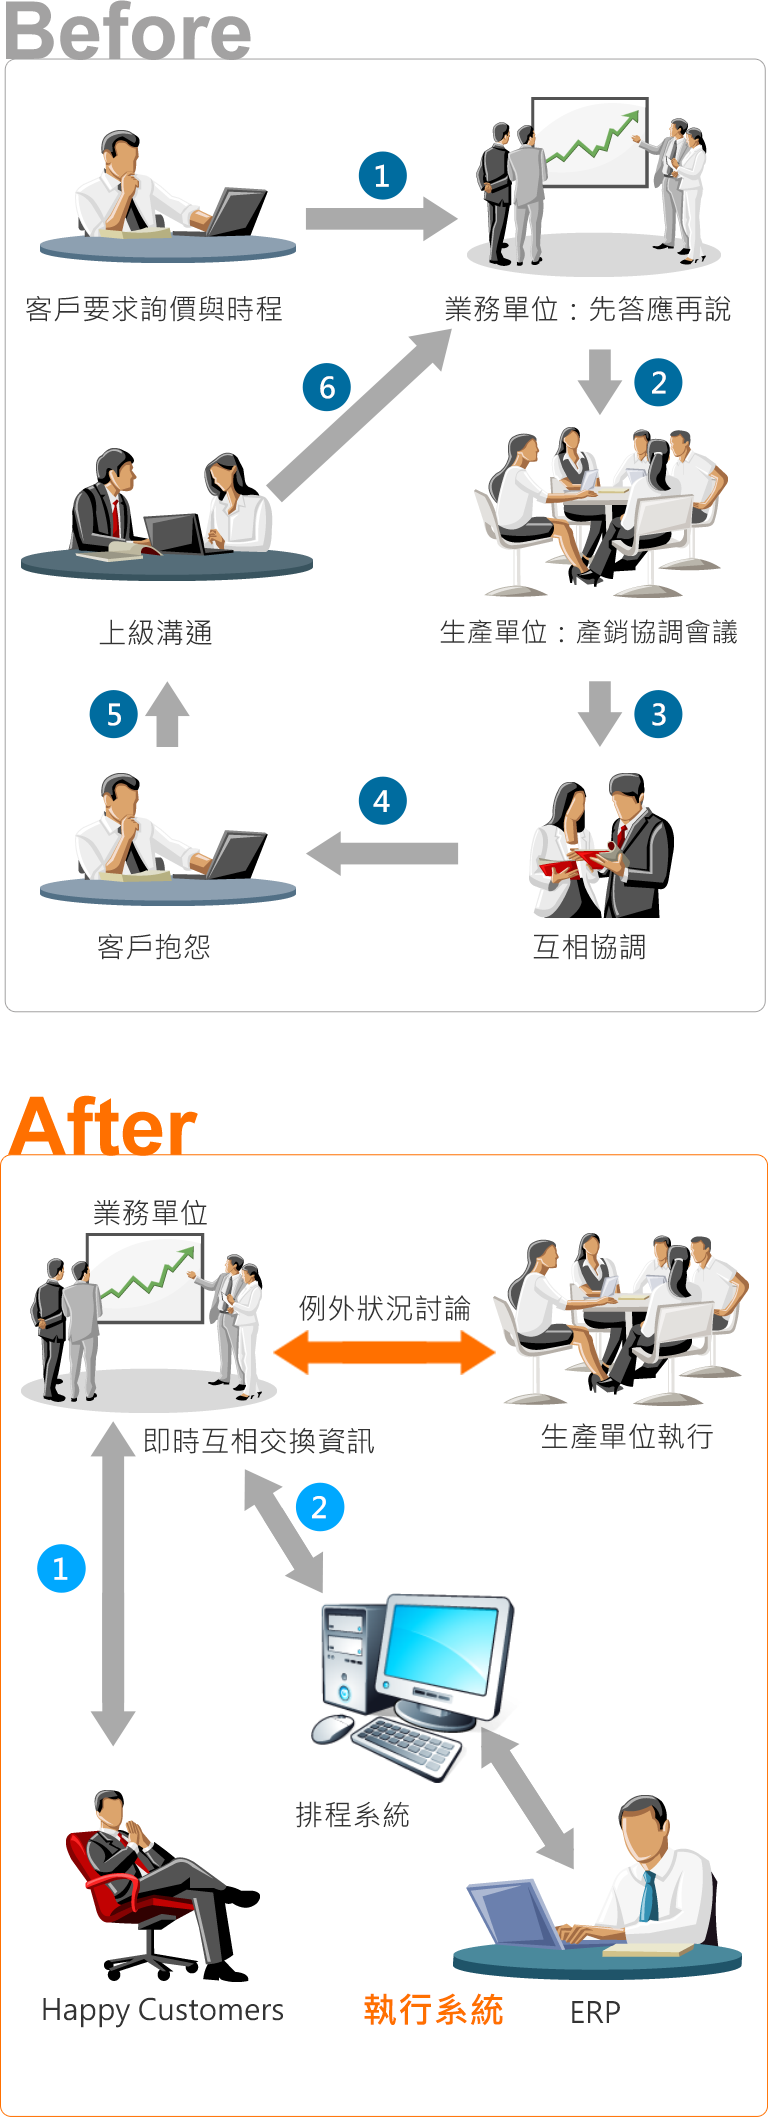 Before
1
客戶要求詢價與時程
業務單位：先答應再說
6
2
上級溝通
生產單位：產銷協調會議
5
3
4
客戶抱怨
互相協調
After
業務單位
例外狀況討論
即時互相交換資訊
生產單位執行
2
1
排程系統
Happy Customers
執行系統
ERP